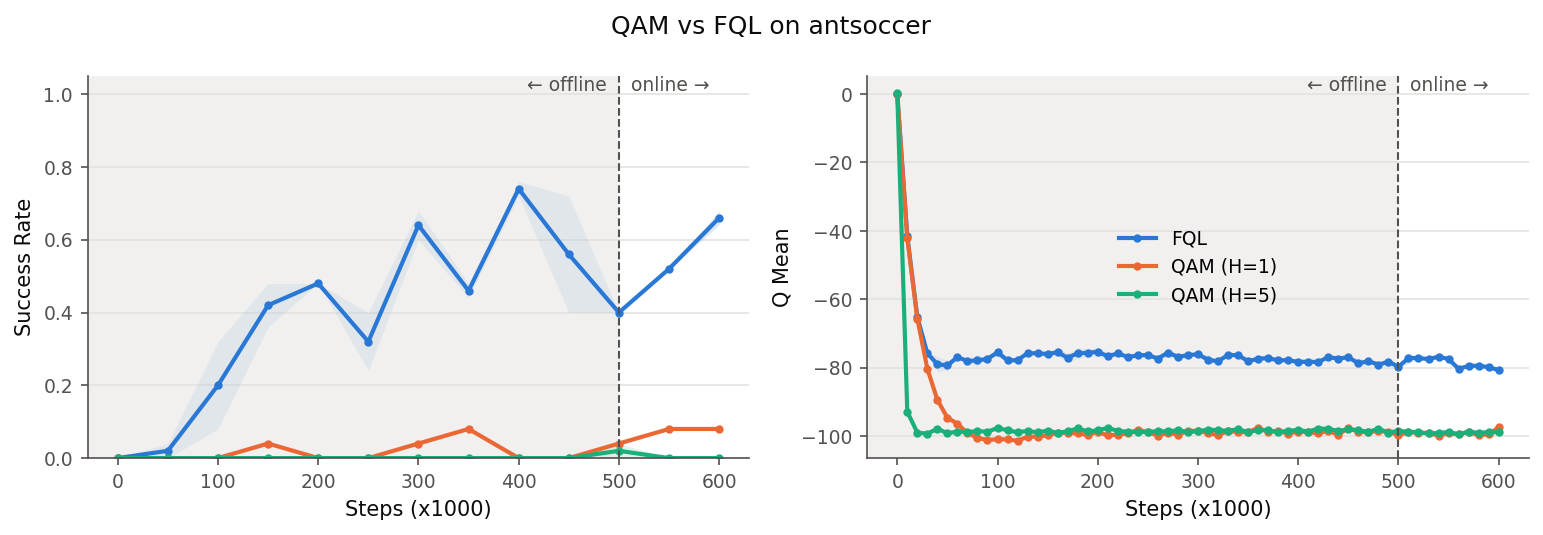 QAM vs FQL on antsoccer
← offline
online →
1.0
0.8
0.6
0.4
0.2
0.0
Success Rate
0
100
200
300
400
500
600
Steps (x1000)
← offline
online →
0
−20
−40
−60
−80
−100
Q Mean
FQL
QAM (H=1)
QAM (H=5)
0
100
200
300
400
500
600
Steps (x1000)